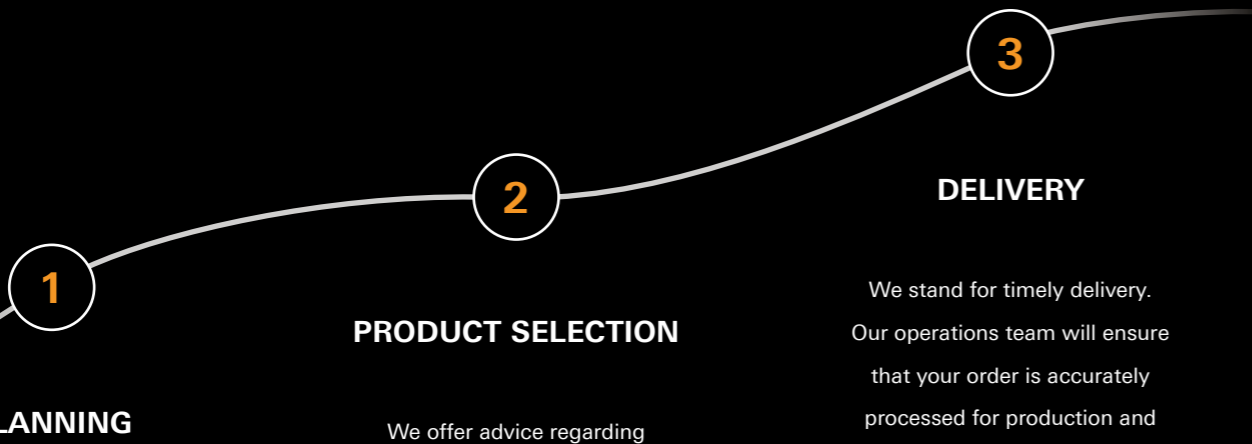 1
LANNING
2
PRODUCT SELECTION
We offer advice regarding
3
DELIVERY
We stand for timely delivery.
Our operations team will ensure
that your order is accurately
processed for production and